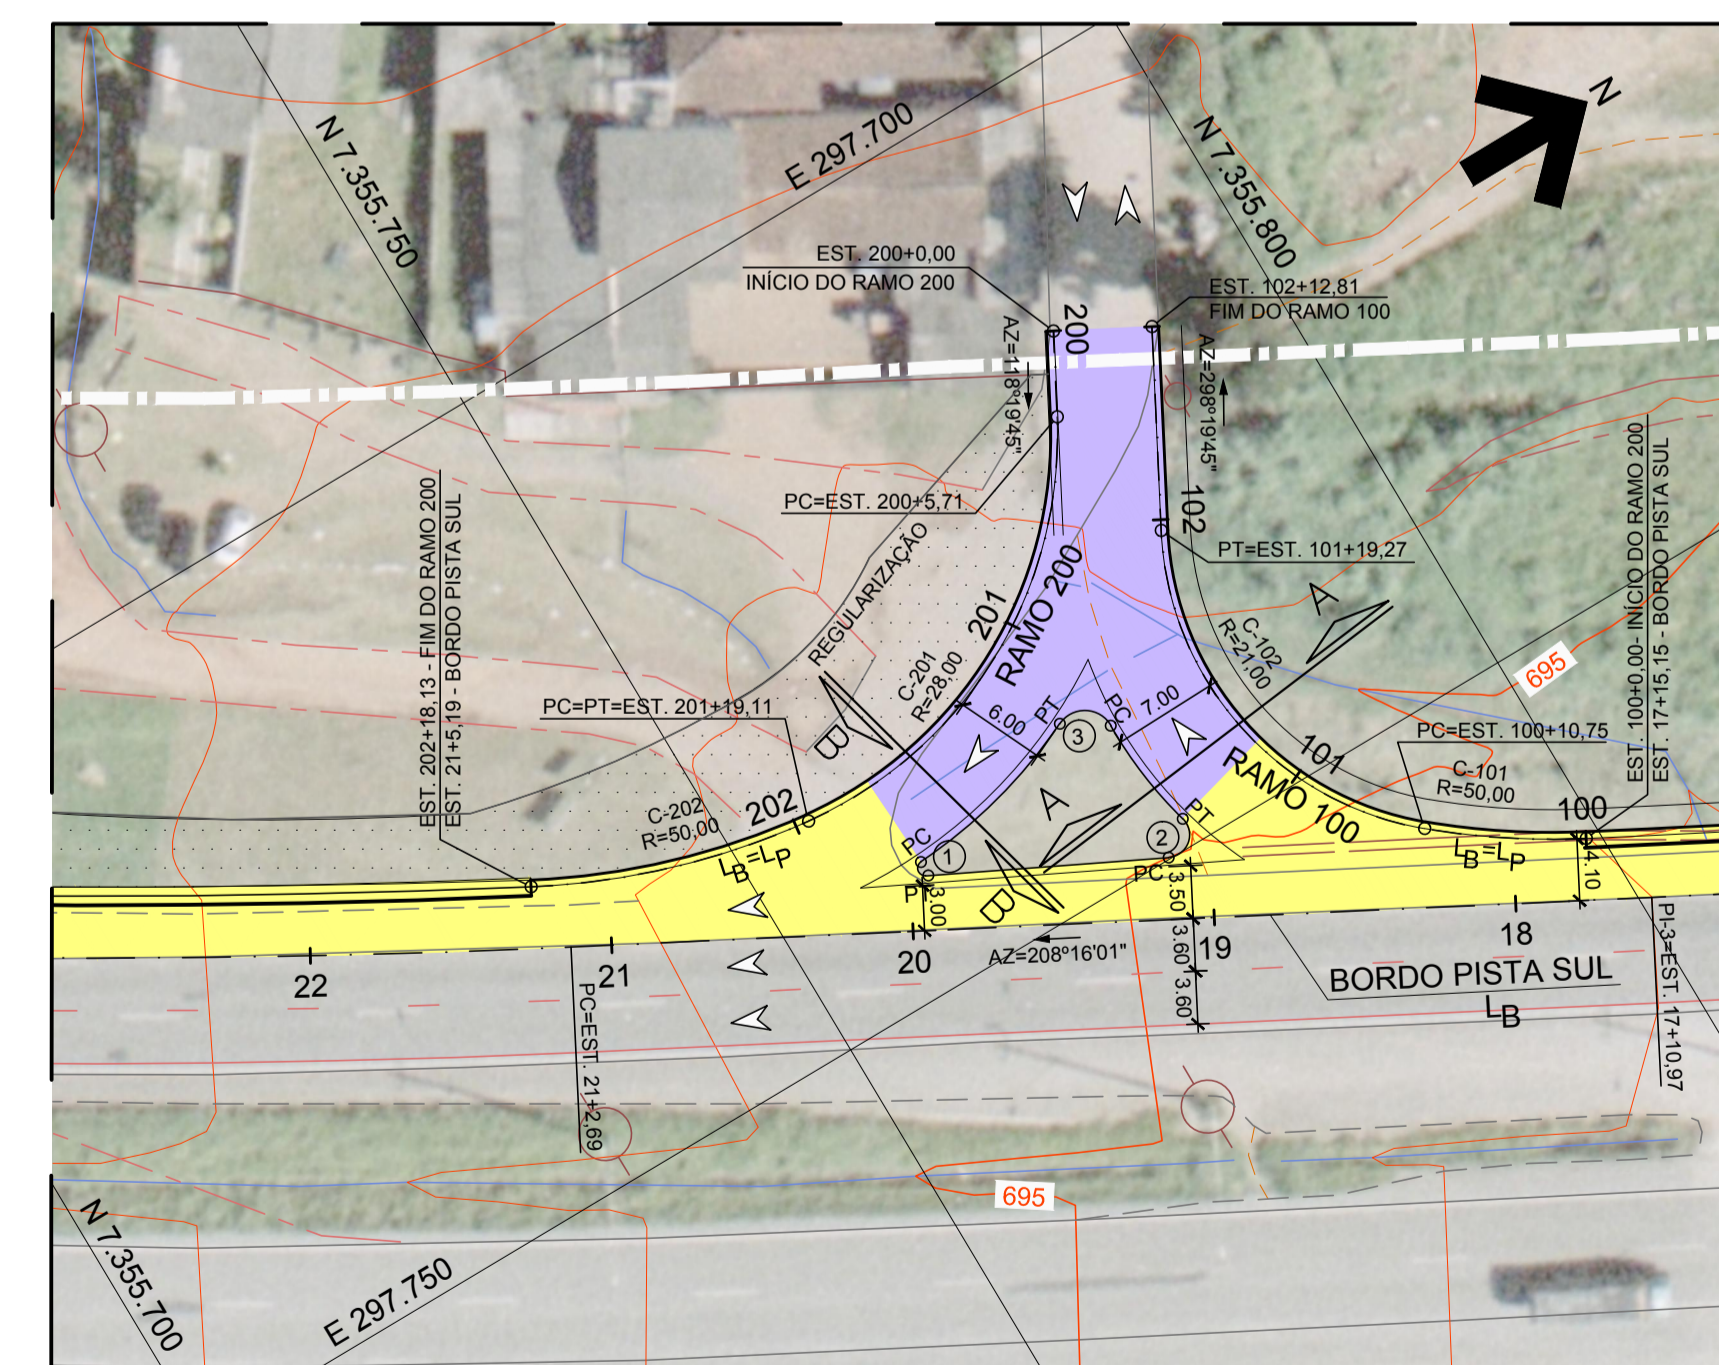 N
N 7.355.750
E 297.700
N 7.355.800
EST. 200+0,00
INÍCIO DO RAMO 200
EST. 102+12,81
FIM DO RAMO 100
200
AZ=118º19'45"
AZ=298º19'45"
PC=EST. 200+5,71
102
PT=EST. 101+19,27
REGULARIZAÇÃO
RAMO 200
201
C-201
R=28,00
C-102
R=21,00
A
695
EST. 202+18,13 - FIM DO RAMO 200
EST. 21+5,19 - BORDO PISTA SUL
EST. 100+0,00- INÍCIO DO RAMO 200
EST. 17+15,15 - BORDO PISTA SUL
PC=PT=EST. 201+19,11
B
6.00
PT
3
PC
7.00
PC=EST. 100+10,75
C-101
R=50,00
101
RAMO 100
100
C-202
R=50,00
202
LB=LP
A
PC
1
PT
2
PC
PT
B
3.00
3.50
3.60
3.60
LB=LP
4.10
22
21
20
19
18
AZ=208º16'01"
BORDO PISTA SUL
LB
PC=EST. 21+2,69
PI-3=EST. 17+10,97
695
N 7.355.700
E 297.750